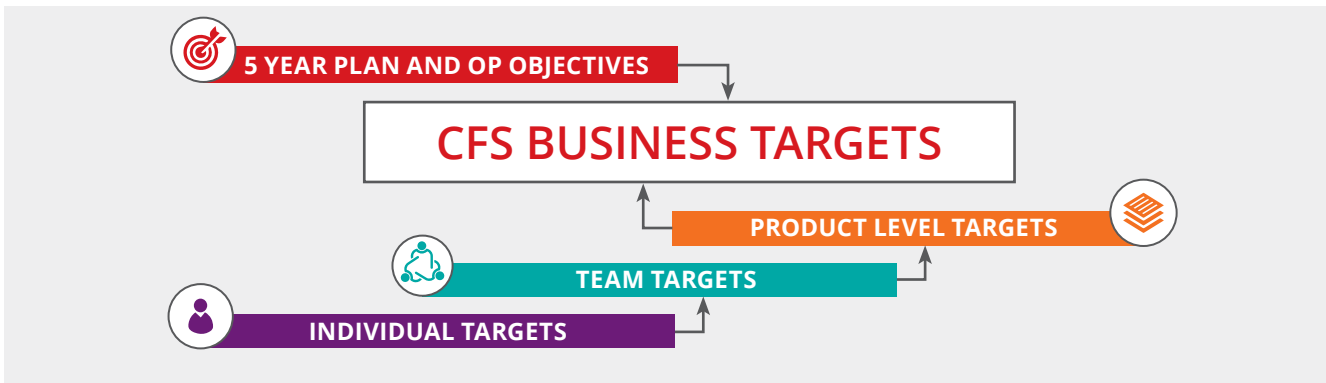 5 YEAR PLAN AND OP OBJECTIVES
CFS BUSINESS TARGETS
PRODUCT LEVEL TARGETS
TEAM TARGETS
INDIVIDUAL TARGETS